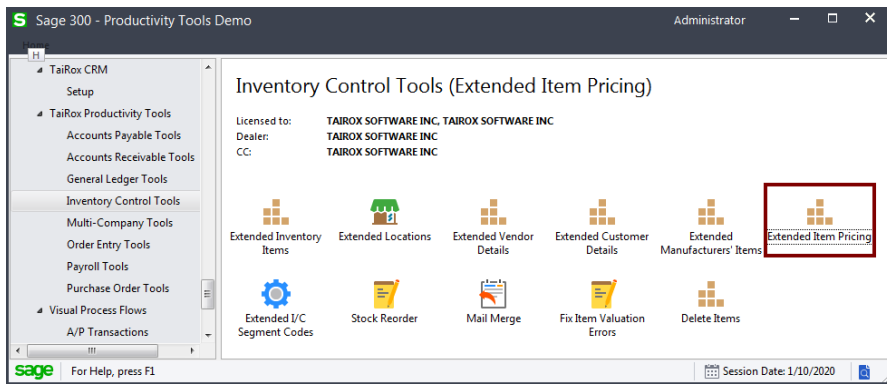 S Sage 300 - Productivity Tools Demo
Administrator
Home
H
TaiRox CRM
Setup
TaiRox Productivity Tools
Accounts Payable Tools
Accounts Receivable Tools
General Ledger Tools
Inventory Control Tools
Multi-Company Tools
Order Entry Tools
Payroll Tools
Purchase Order Tools
Visual Process Flows
A/P Transactions
Inventory Control Tools (Extended Item Pricing)
Licensed to: TAIROX SOFTWARE INC, TAIROX SOFTWARE INC
Dealer: TAIROX SOFTWARE INC
CC: TAIROX SOFTWARE INC
Extended Inventory
Items
Extended Locations
Extended Vendor
Details
Extended Customer
Details
Extended
Manufacturers' Items
Extended Item Pricing
Extended I/C
Segment Codes
Stock Reorder
Mail Merge
Fix Item Valuation
Errors
Delete Items
sage For Help, press F1
Session Date: 1/10/2020